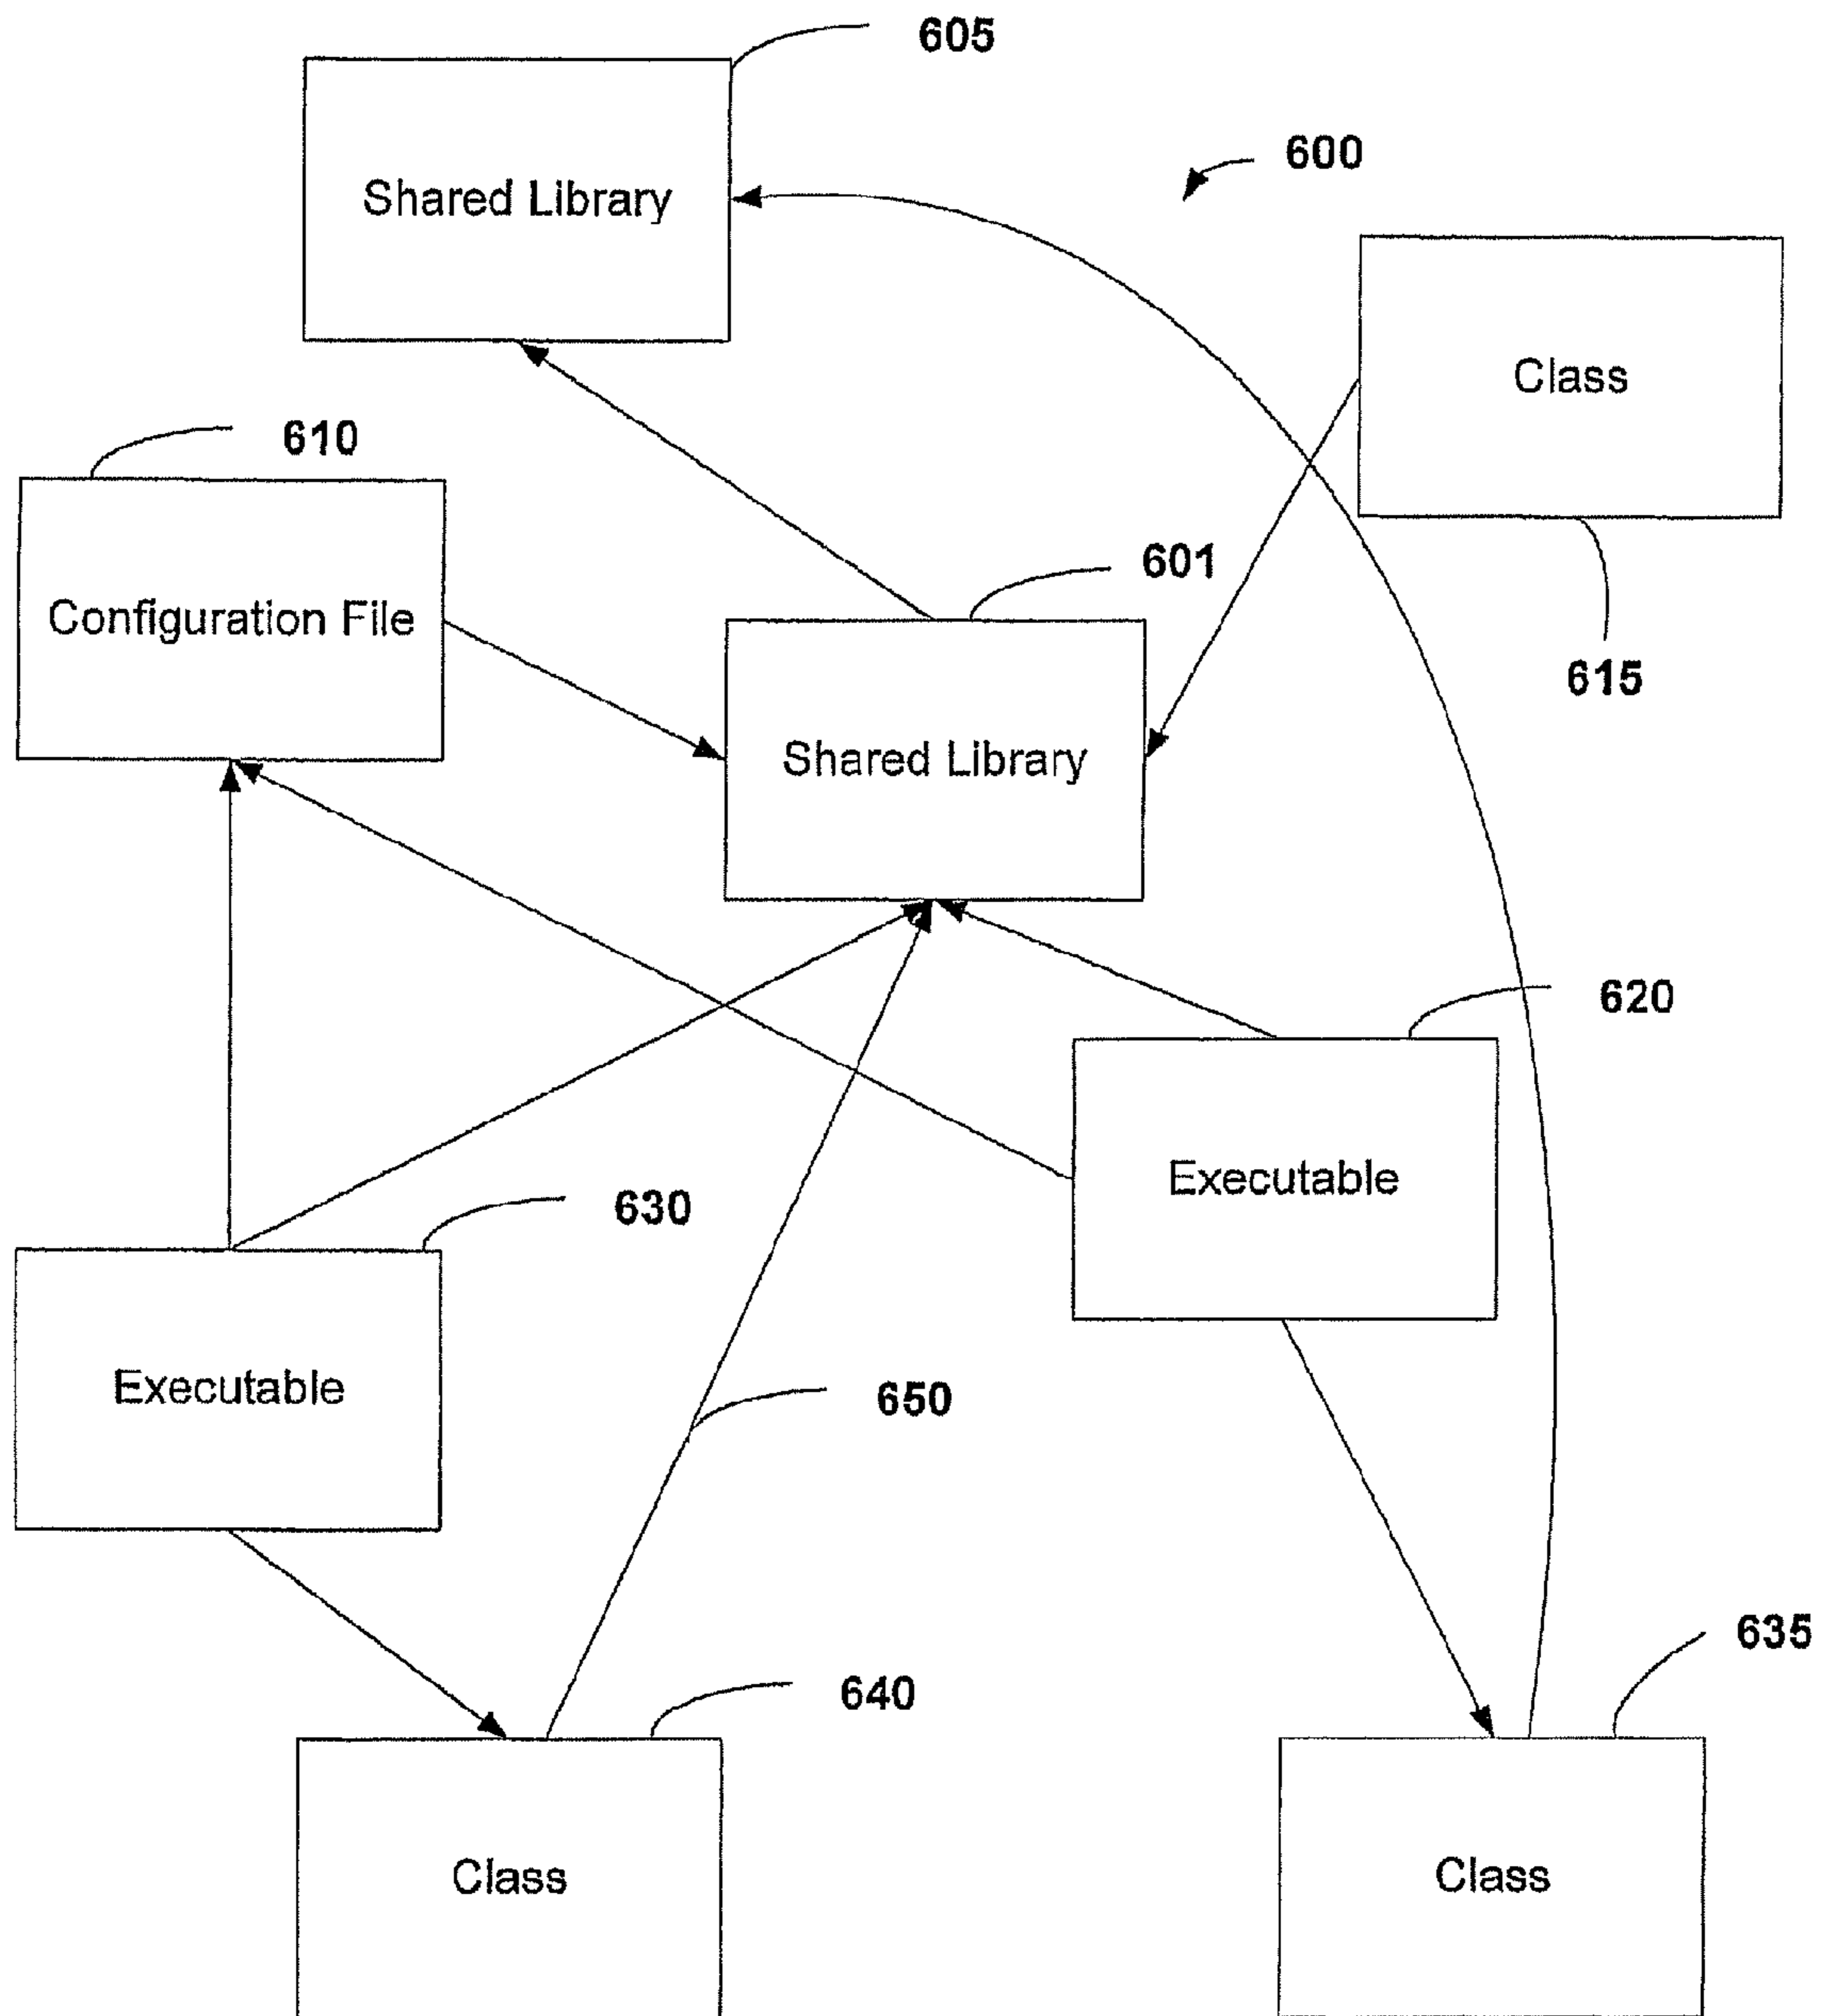 605
Shared Library
600
Class
610
Configuration File
601
615
Shared Library
620
Executable
630
Executable
650
635
640
Class
Class